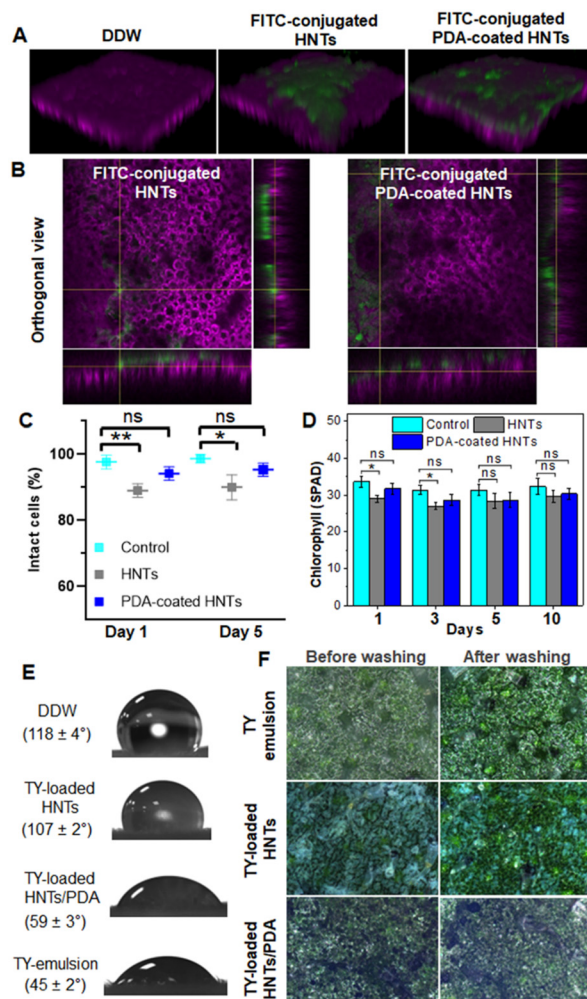 A
DDW
FITC-conjugated
HNTs
FITC-conjugated
PDA-coated HNTs
B
Orthogonal view
FITC-conjugated
HNTs
FITC-conjugated
PDA-coated HNTs
C
Intact cells (%)
100
80
60
ns
**
ns
*
Control
HNTs
PDA-coated HNTs
Day 1
Day 5
D
Chlorophyll (SPAD)
50
40
30
20
10
0
Control
HNTs
PDA-coated HNTs
ns
*
ns
*
ns
ns
ns
ns
1
3
5
10
Days
E
DDW
(118 ± 4°)
TY-loaded
HNTs
(107 ± 2°)
TY-loaded
HNTs/PDA
(59 ± 3°)
TY-emulsion
(45 ± 2°)
F
Before washing
After washing
TY
emulsion
TY-loaded
HNTs
TY-loaded
HNTs/PDA